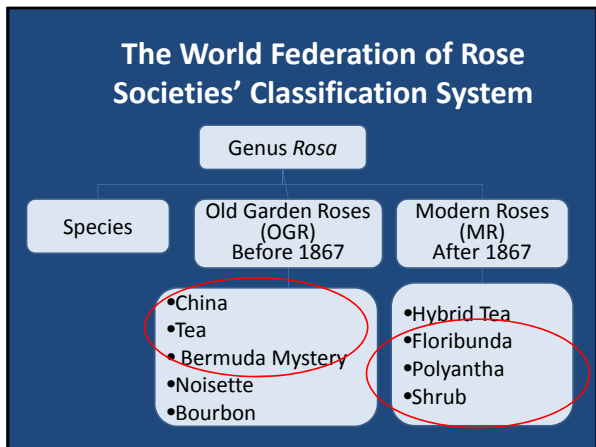 The World Federation of Rose
Societies' Classification System
Genus Rosa
Species
Old Garden Roses
(OGR)
Before 1867
Modern Roses
(MR)
After 1867
•China
•Tea
• Bermuda Mystery
•Noisette
•Bourbon
•Hybrid Tea
•Floribunda
•Polyantha
•Shrub